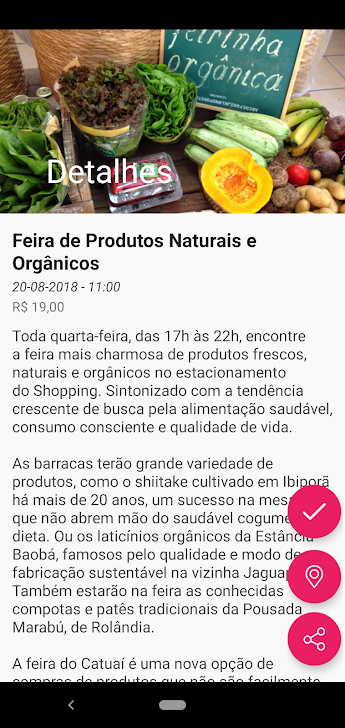 feirinha
orgânica
Detalhes
Feira de Produtos Naturais e
Orgânicos
20-08-2018 - 11:00
R$ 19,00
Toda quarta-feira, das 17h às 22h, encontre
a feira mais charmosa de produtos frescos,
naturais e orgânicos no estacionamento
do Shopping. Sintonizado com a tendência
crescente de busca pela alimentação saudável,
consumo consciente e qualidade de vida.
As barracas terão grande variedade de
produtos, como o shiitake cultivado em Ibiporã
há mais de 20 anos, um sucesso na mes
que não abrem mão do saudável cogume
dieta. Ou os laticínios orgânicos da Estância
Baobá, famosos pelo qualidade e modo de
fabricação sustentável na vizinha Jaguap
Também estarão na feira as conhecidas
compotas e patês tradicionais da Pousada
Marabú, de Rolândia.
A feira do Catuaí é uma nova opção de
compras de produtos que não são facilmente